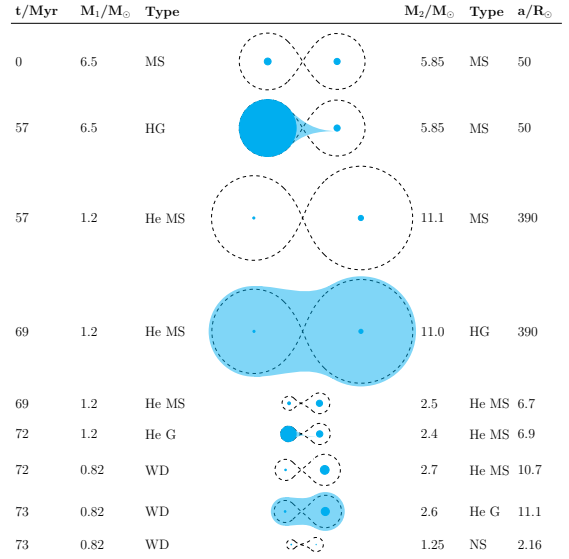 t/Myr M₁/M☉ Type M₂/M☉ Type a/R☉
0 6.5 MS 5.85 MS 50
57 6.5 HG 5.85 MS 50
57 1.2 He MS 11.1 MS 390
69 1.2 He MS 11.0 HG 390
69 1.2 He MS 2.5 He MS 6.7
72 1.2 He G 2.4 He MS 6.9
72 0.82 WD 2.7 He MS 10.7
73 0.82 WD 2.6 He G 11.1
73 0.82 WD 1.25 NS 2.16